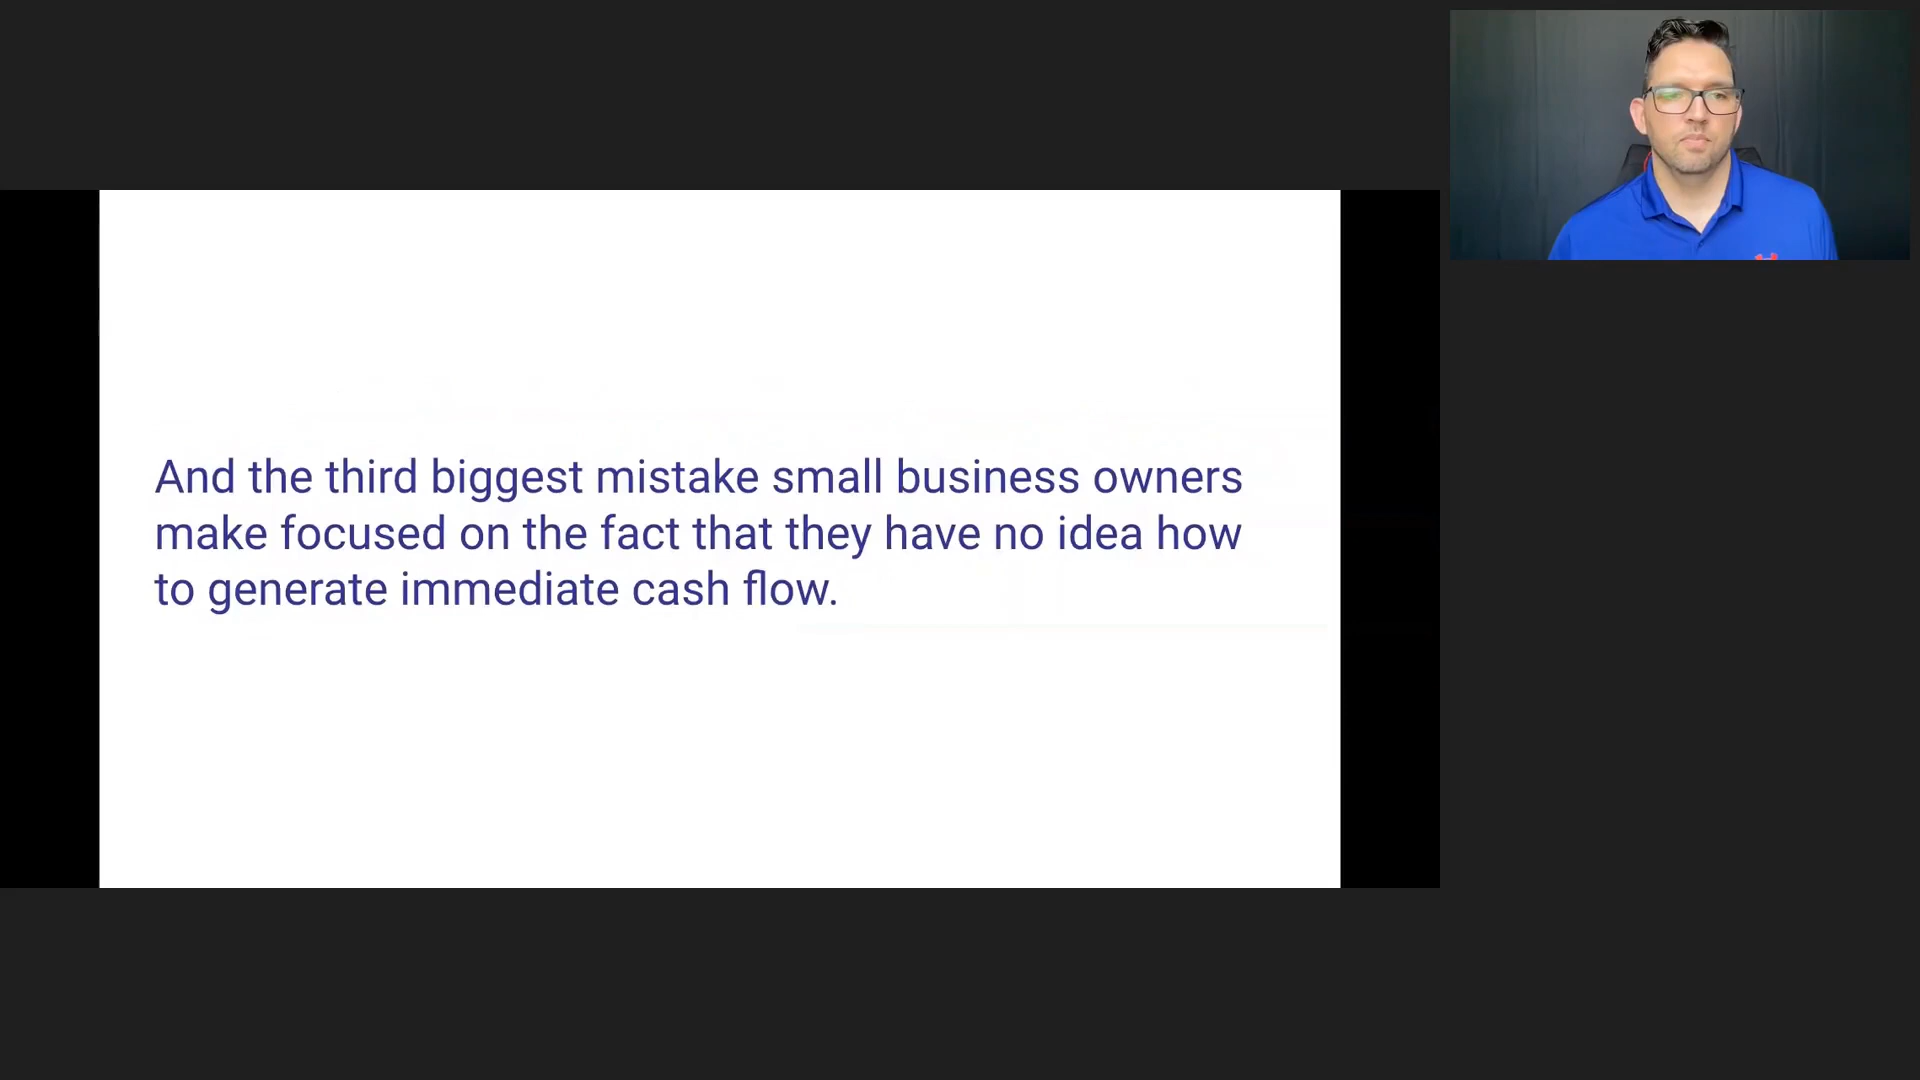 And the third biggest mistake small business owners
make focused on the fact that they have no idea how
to generate immediate cash flow.